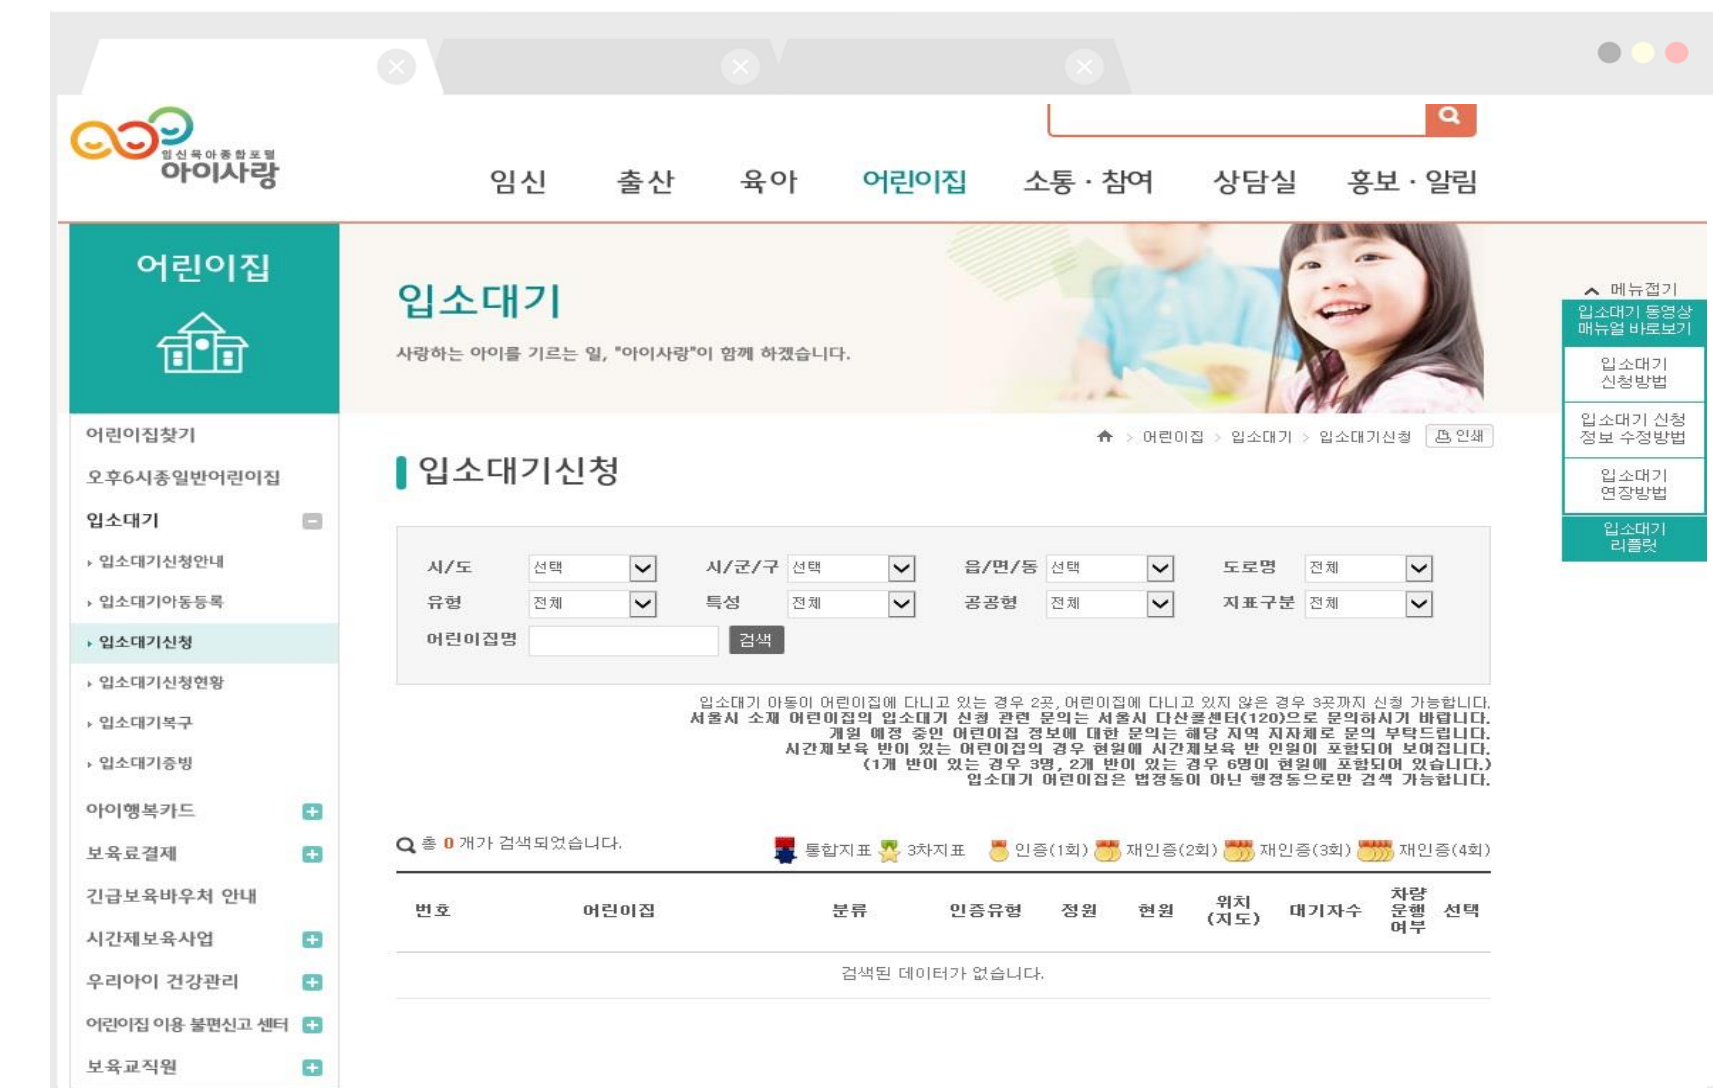 임신육아종합포털
아이사랑
임신
출산
육아
어린이집
소통 · 참여
상담실
홍보 · 알림
어린이집
입소대기
사랑하는 아이를 기르는 일, "아이사랑"이 함께 하겠습니다.
메뉴접기
입소대기 동영상
매뉴얼 바로보기
입소대기
신청방법
입소대기 신청
정보 수정방법
입소대기
연장방법
입소대기
리플릿
어린이집찾기
오후6시종일반어린이집
입소대기
입소대기신청안내
입소대기아동등록
입소대기신청
입소대기신청현황
입소대기복구
입소대기증빙
아이행복카드
보육료결제
긴급보육바우처 안내
시간제보육사업
우리아이 건강관리
어린이집 이용 불편신고 센터
보육교직원
> 어린이집 > 입소대기 > 입소대기신청 인쇄
입소대기신청
시/도 선택 시/군/구 선택 읍/면/동 선택 도로명 전체
유형 전체 특성 전체 공공형 전체 지표구분 전체
어린이집명 검색
입소대기 아동이 어린이집에 다니고 있는 경우 2곳, 어린이집에 다니고 있지 않은 경우 3곳까지 신청 가능합니다.
서울시 소재 어린이집의 입소대기 신청 관련 문의는 서울시 다산콜센터(120)으로 문의하시기 바랍니다.
개원 예정 중인 어린이집 정보에 대한 문의는 해당 지역 지자체로 문의 부탁드립니다.
시간제보육 반이 있는 어린이집의 경우 현원에 시간제보육 반 인원이 포함되어 보여집니다.
(1개 반이 있는 경우 3명, 2개 반이 있는 경우 6명이 현원에 포함되어 있습니다.)
입소대기 어린이집은 법정동이 아닌 행정동으로만 검색 가능합니다.
총 0 개가 검색되었습니다.
통합지표 3차지표 인증(1회) 재인증(2회) 재인증(3회) 재인증(4회)
번호 어린이집 분류 인증유형 정원 현원 위치 (지도) 대기자수 차량 운행 여부 선택
검색된 데이터가 없습니다.